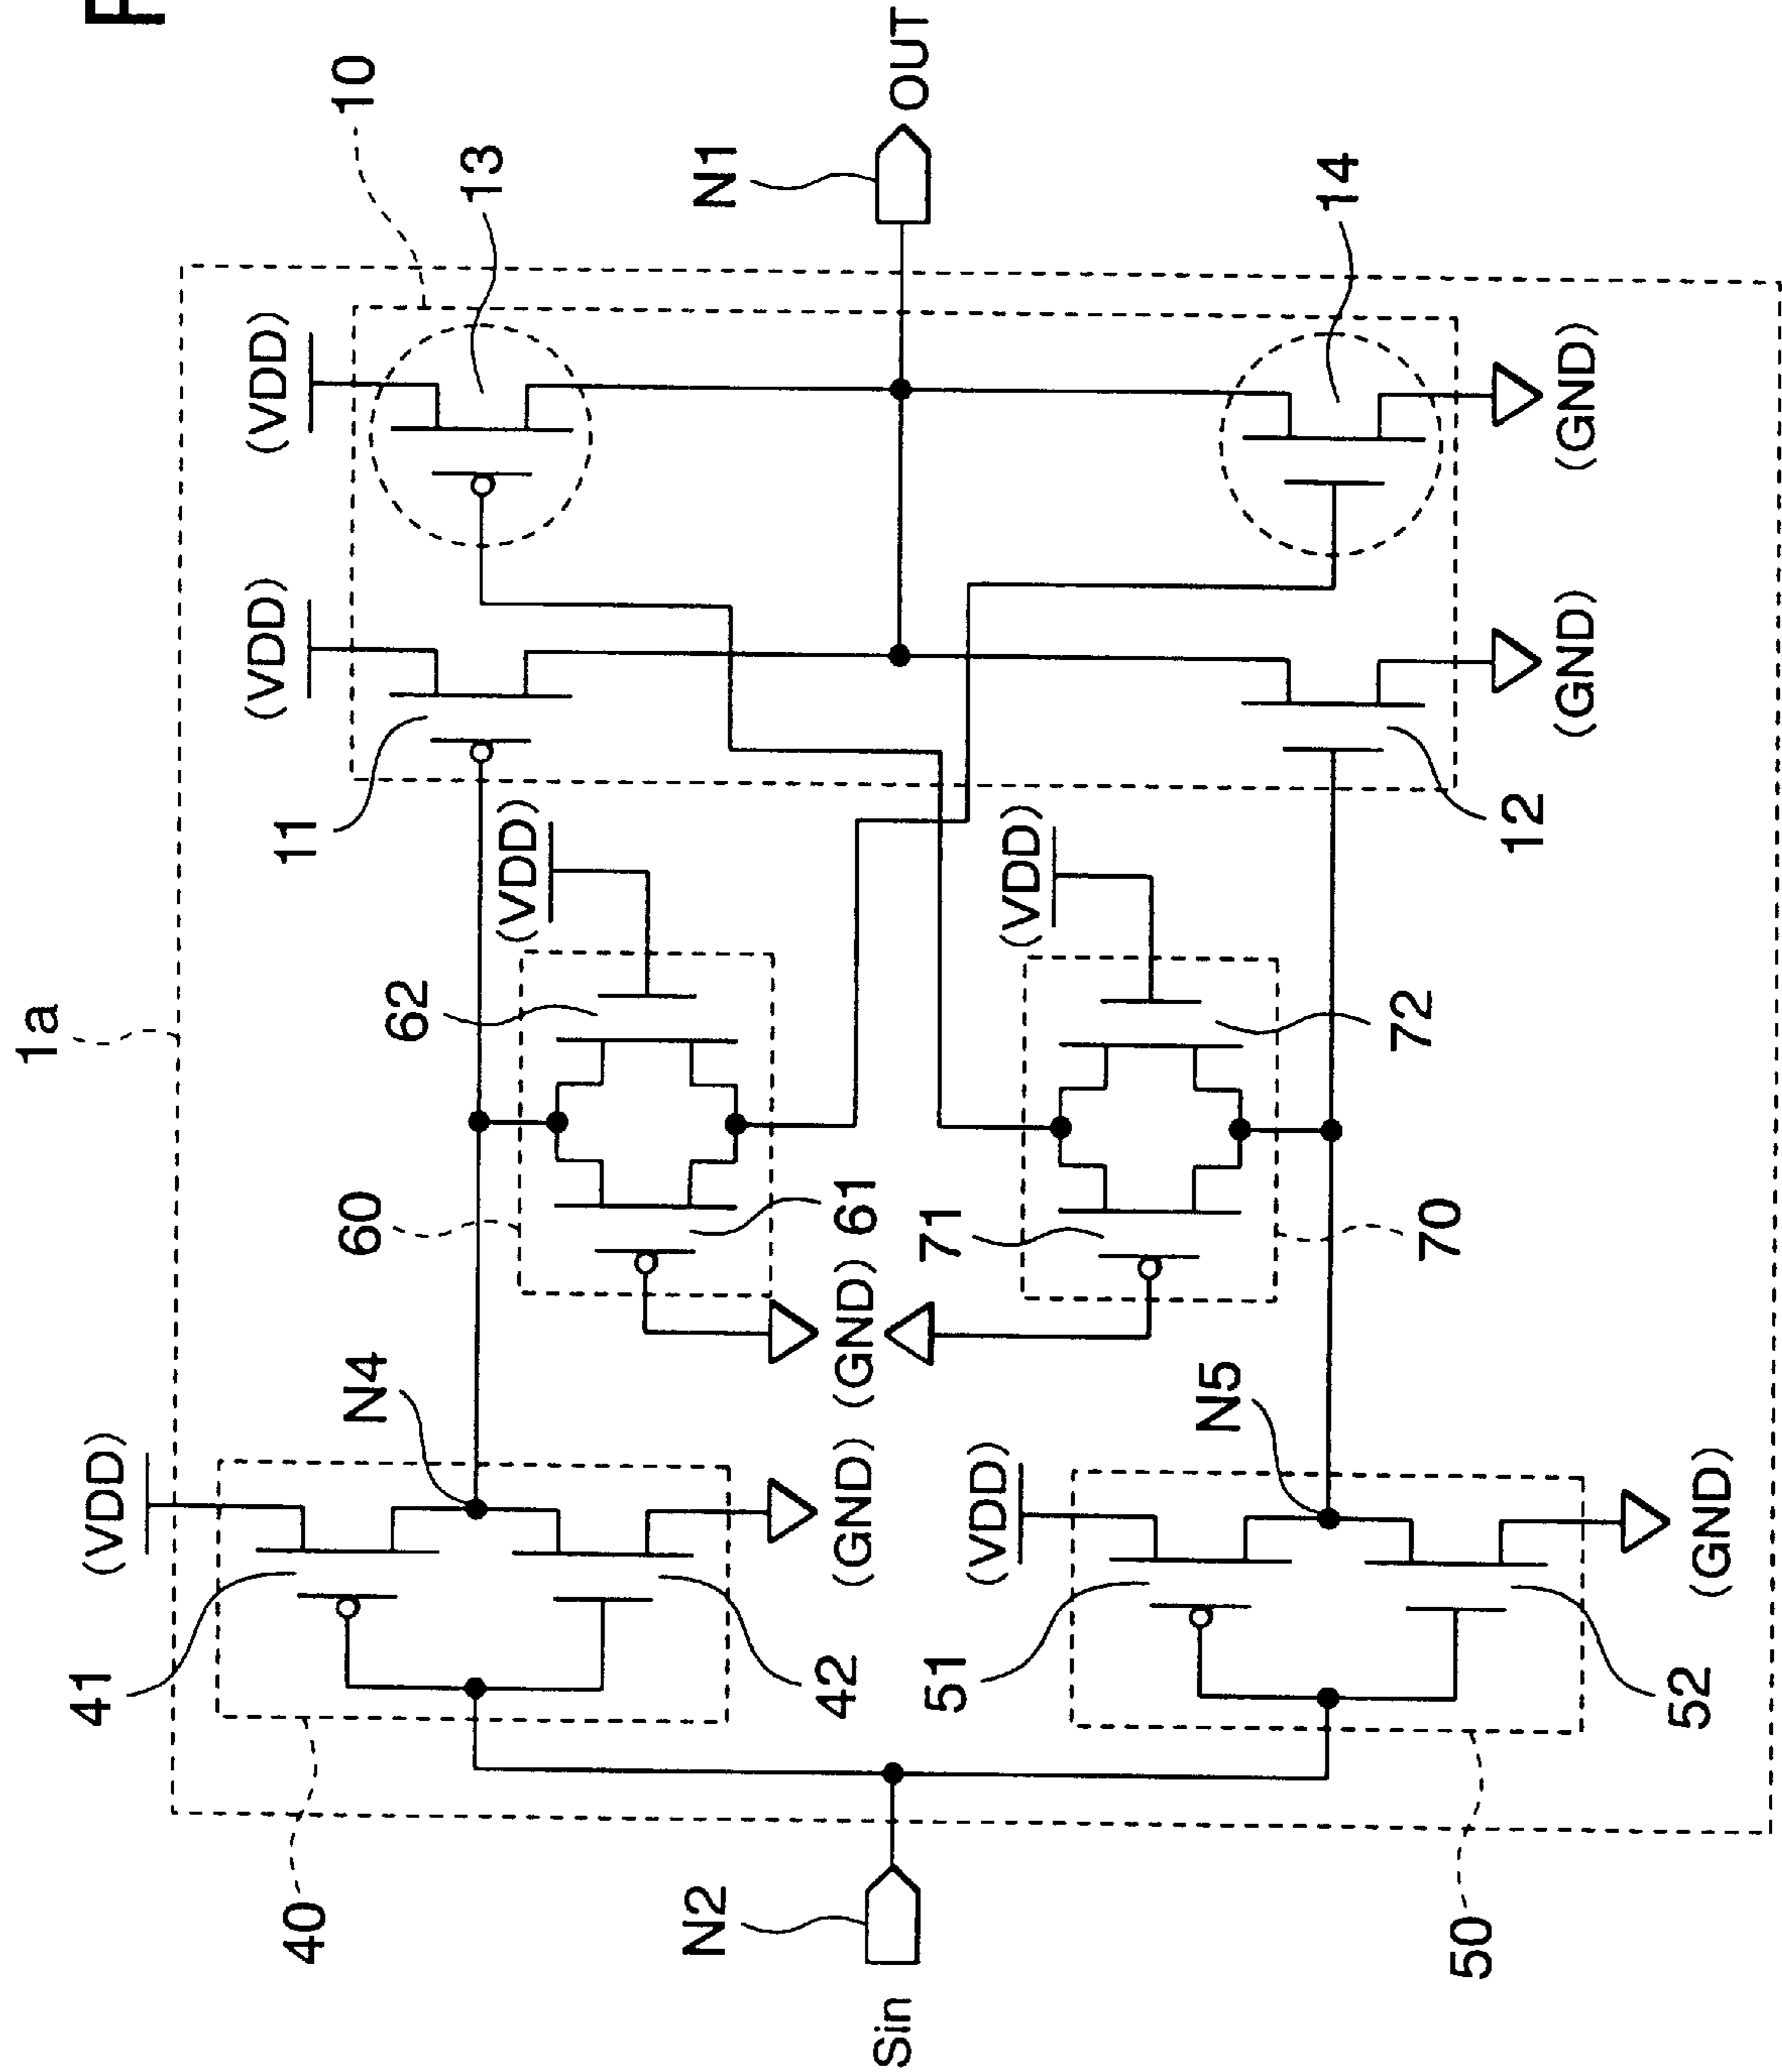 1a
10
(VDD)
(VDD)
13
11
(VDD)
62
60
61
(VDD)
N4
41
40
42
(GND)
(GND)
N1
OUT
(VDD)
72
71
70
(VDD)
N5
51
52
50
(GND)
12
14
(GND)
(GND)
N2
Sin